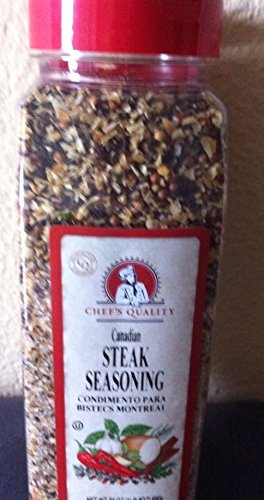 CHEF'S QUALITY
Canadian
STEAK
SEASONING
CONDIMENTO PARA
BISTECS MONTREAL